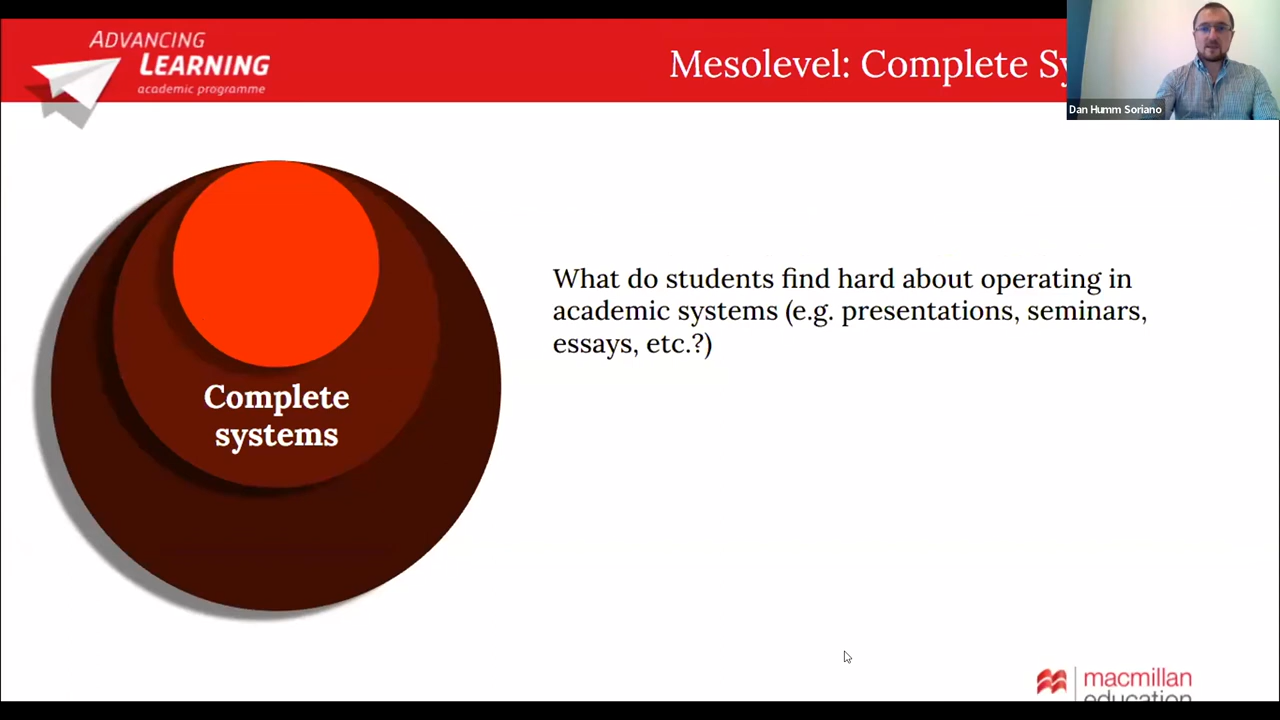 ADVANCING
LEARNING
academic programme
Mesolevel: Complete
Dan Humm Soriano
What do students find hard about operating in
academic systems (e.g. presentations, seminars,
essays, etc.?)
Complete
systems
macmillan
education